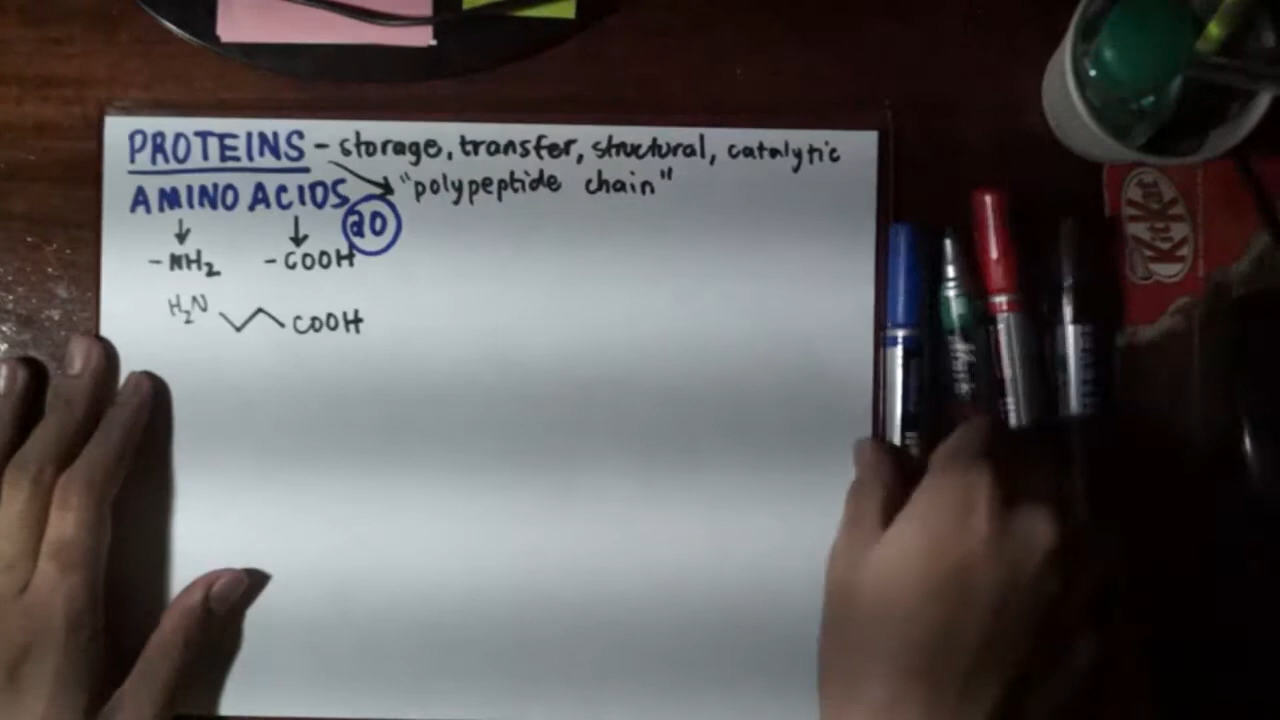 PROTEINS - storage, transfer, structural, catalytic
"polypeptide chain"
AMINO ACIDS
20
-NH₂ -COOH
H₂N COOH
KitKat